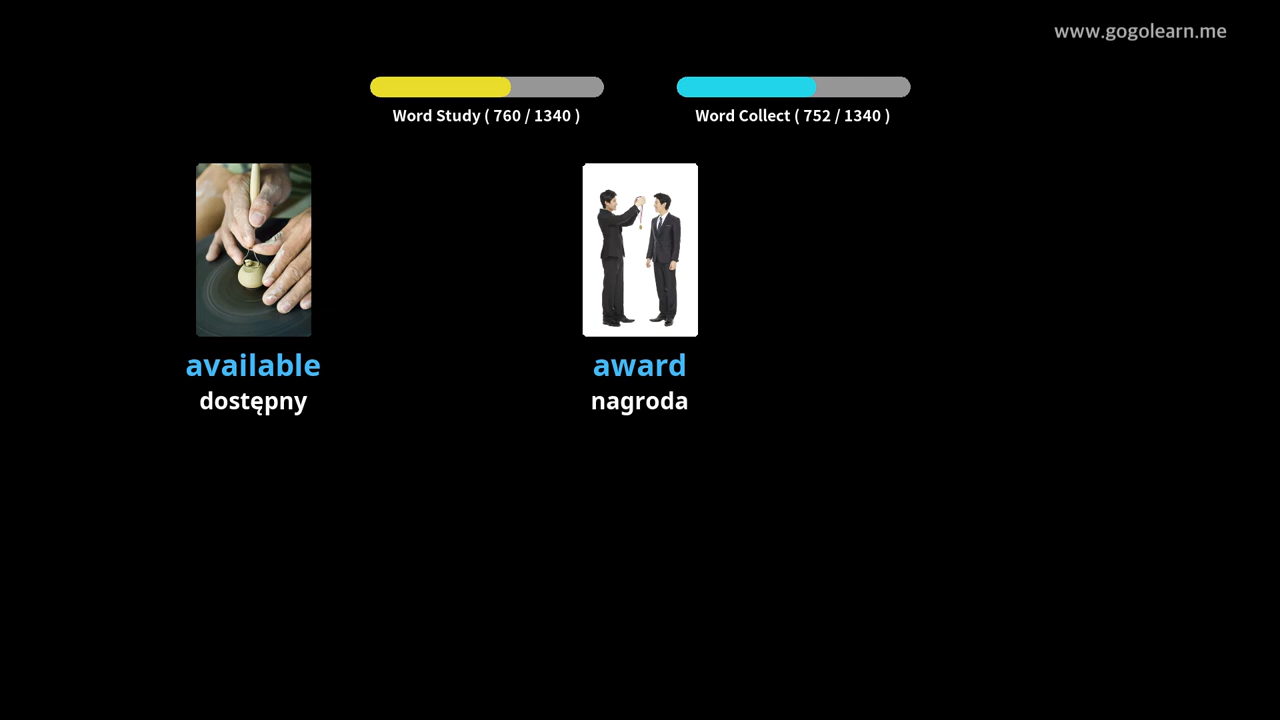 www.gogolearn.me
Word Study ( 760 / 1340 )
Word Collect ( 752 / 1340 )
available
dostępny
award
nagroda